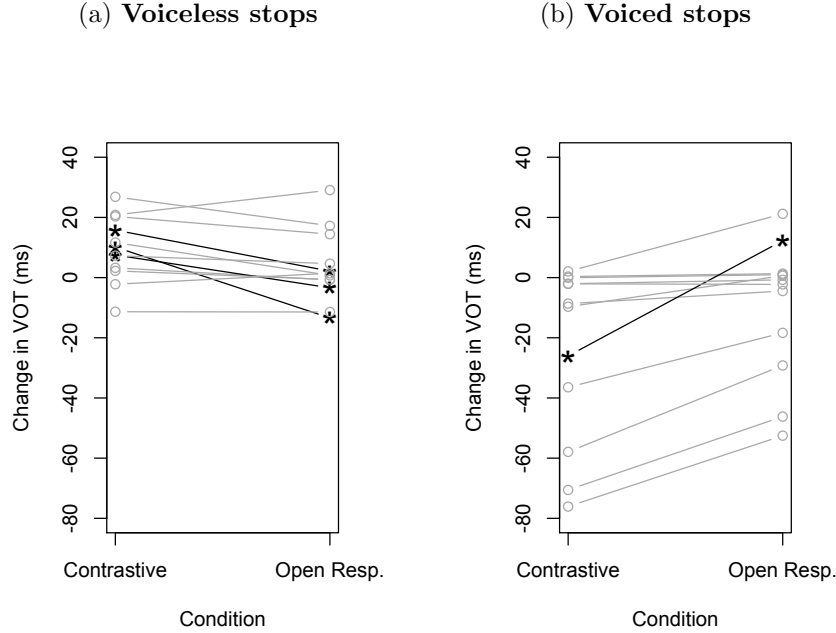 (a) Voiceless stops
(b) Voiced stops
40
20
0
-20
-40
-60
-80
Change in VOT (ms)
Contrastive
Open Resp.
Condition
40
20
0
-20
-40
-60
-80
Change in VOT (ms)
Contrastive
Open Resp.
Condition